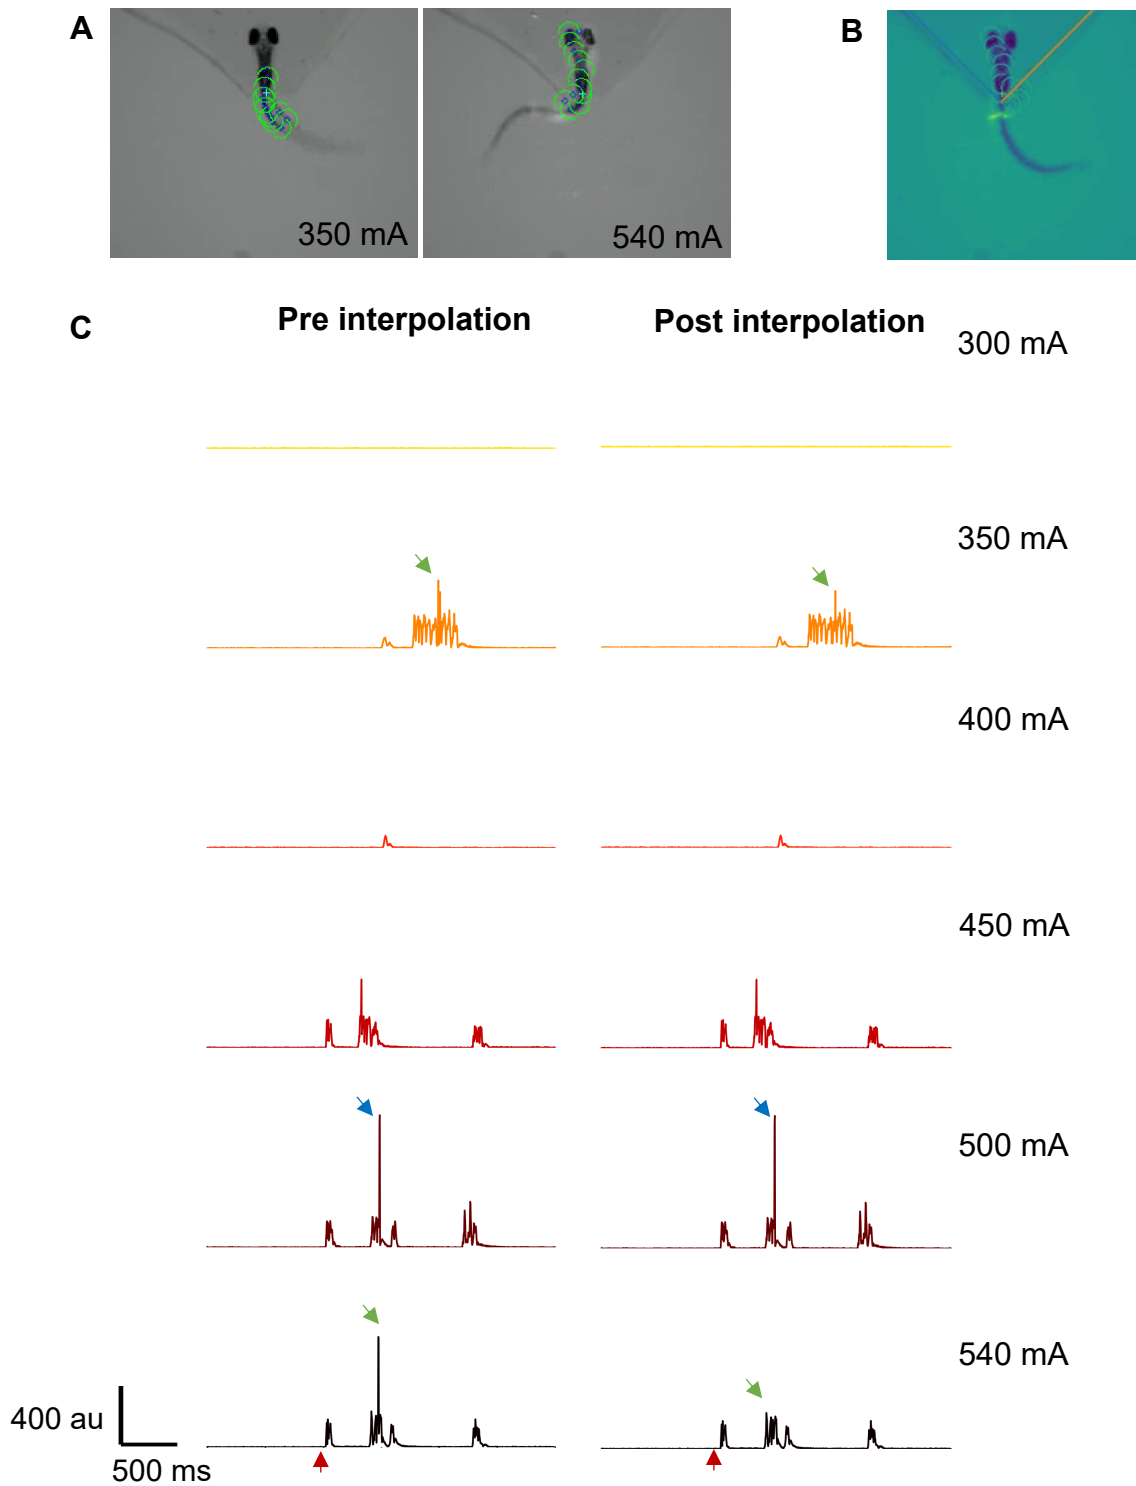 A
B
350 mA
540 mA
C
Pre interpolation
Post interpolation
300 mA
350 mA
400 mA
450 mA
500 mA
540 mA
400 au
500 ms